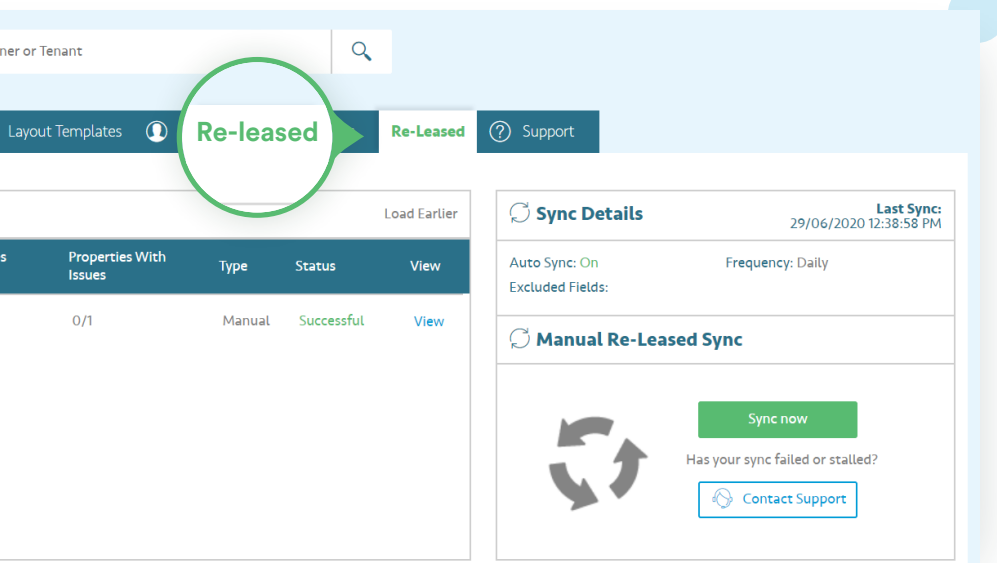 or Tenant
Layout Templates
Re-leased
Re-Leased
Support
Load Earlier
Properties With
Issues
Type
Status
View
0/1
Manual
Successful
View
Sync Details
Last Sync:
29/06/2020 12:38:58 PM
Auto Sync: On
Frequency: Daily
Excluded Fields:
Manual Re-Leased Sync
Sync now
Has your sync failed or stalled?
Contact Support